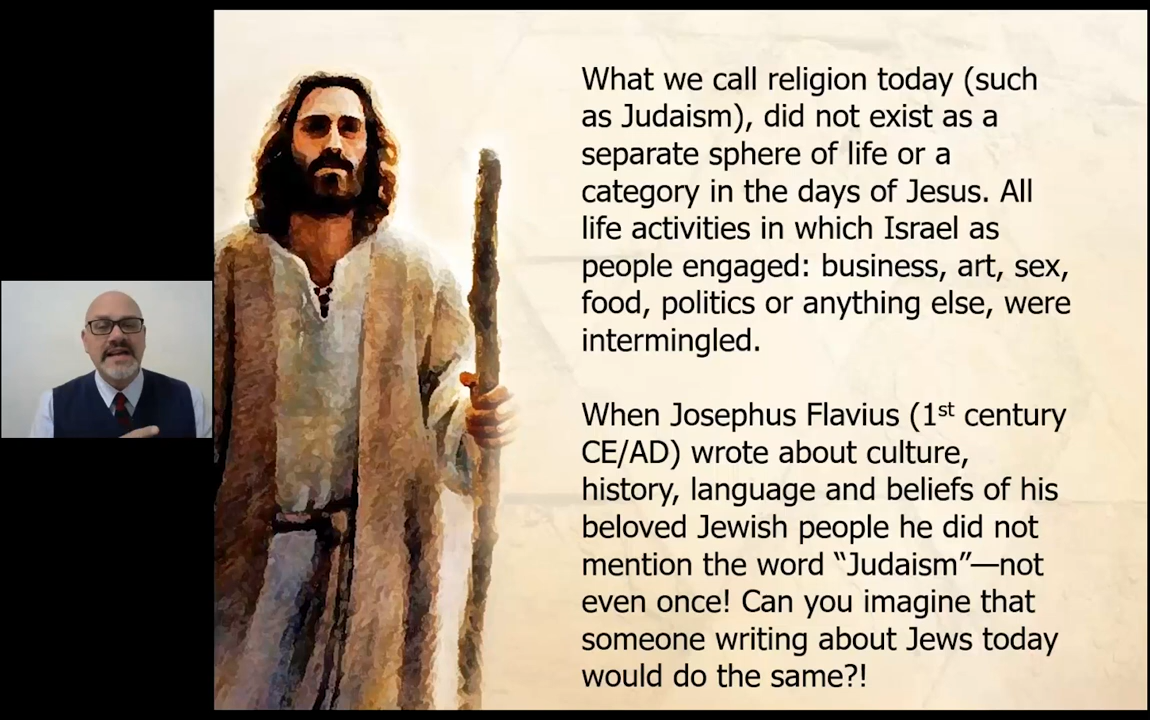 What we call religion today (such
as Judaism), did not exist as a
separate sphere of life or a
category in the days of Jesus. All
life activities in which Israel as
people engaged: business, art, sex,
food, politics or anything else, were
intermingled.
When Josephus Flavius (1st century
CE/AD) wrote about culture,
history, language and beliefs of his
beloved Jewish people he did not
mention the word “Judaism”—not
even once! Can you imagine that
someone writing about Jews today
would do the same?!